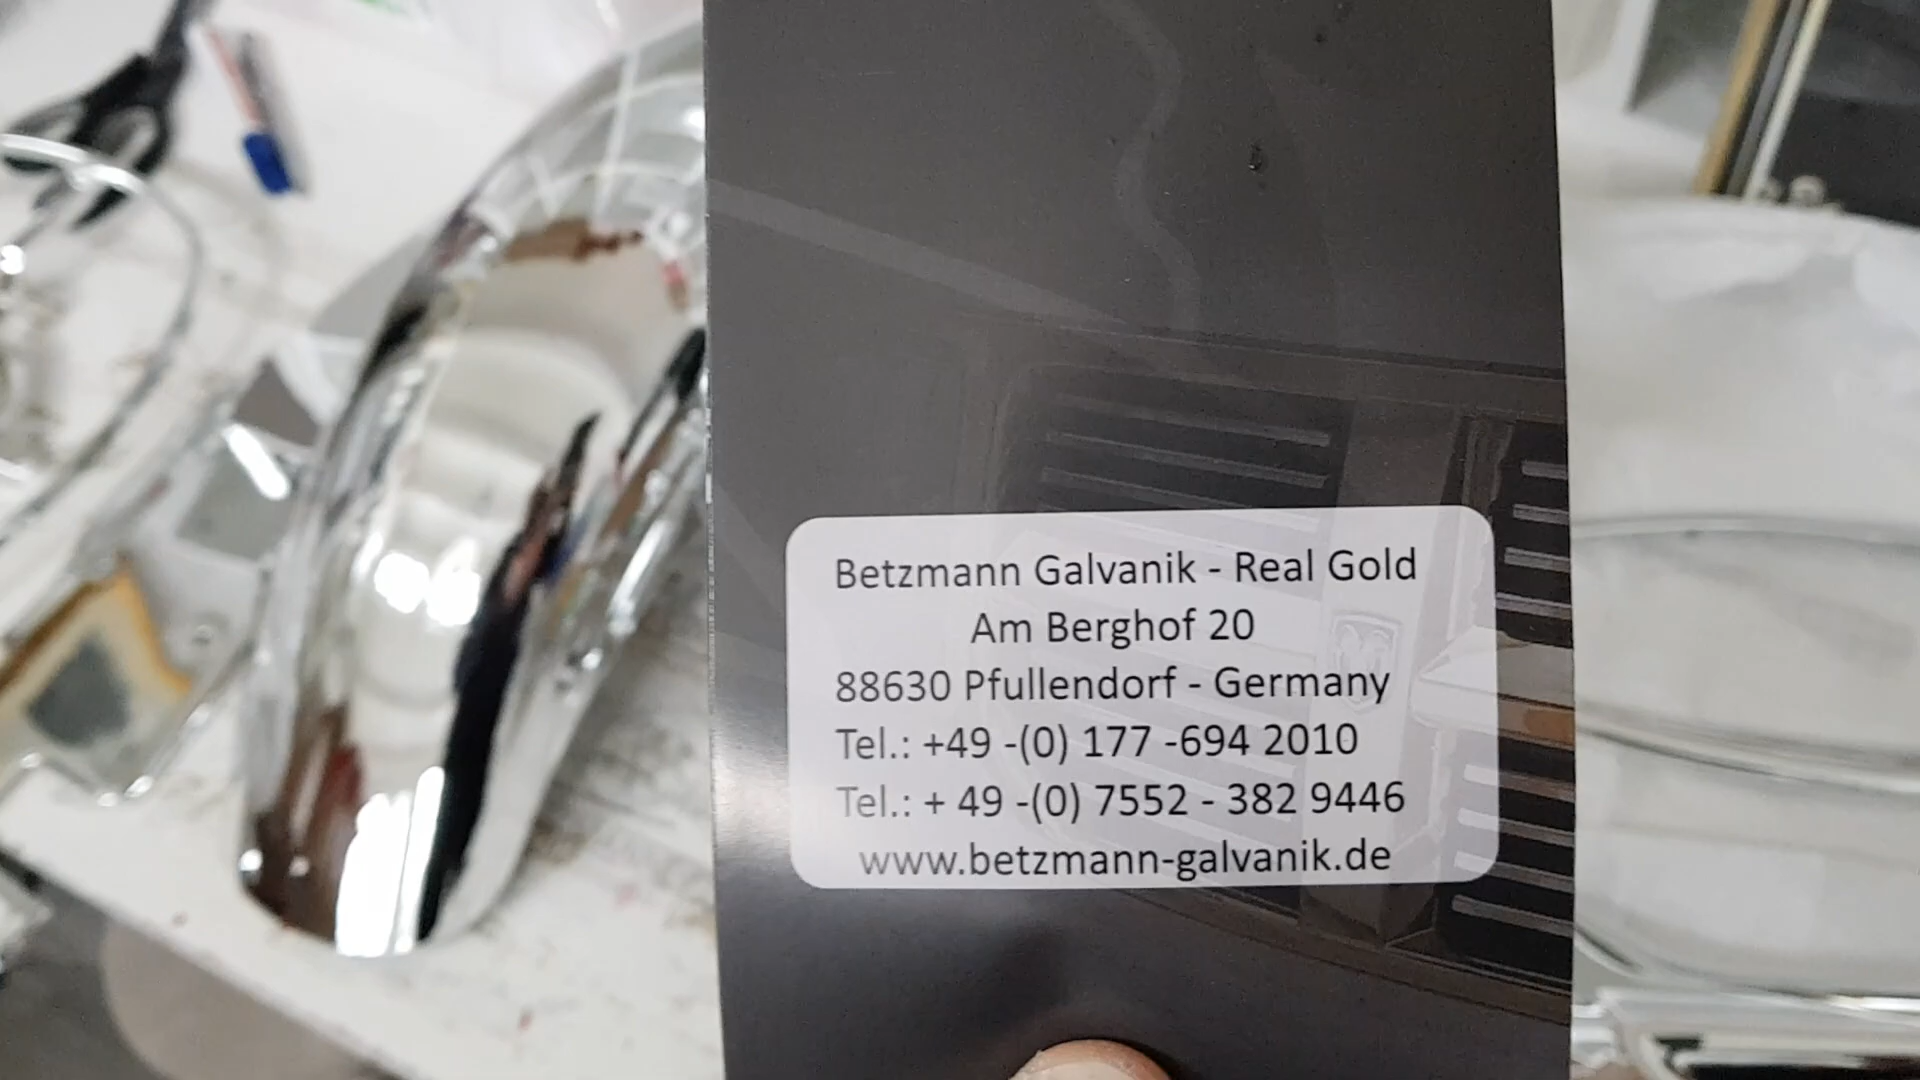 Betzmann Galvanik - Real Gold
Am Berghof 20
88630 Pfullendorf - Germany
Tel.: +49 -(0) 177 -694 2010
Tel.: + 49 -(0) 7552 - 382 9446
www.betzmann-galvanik.de